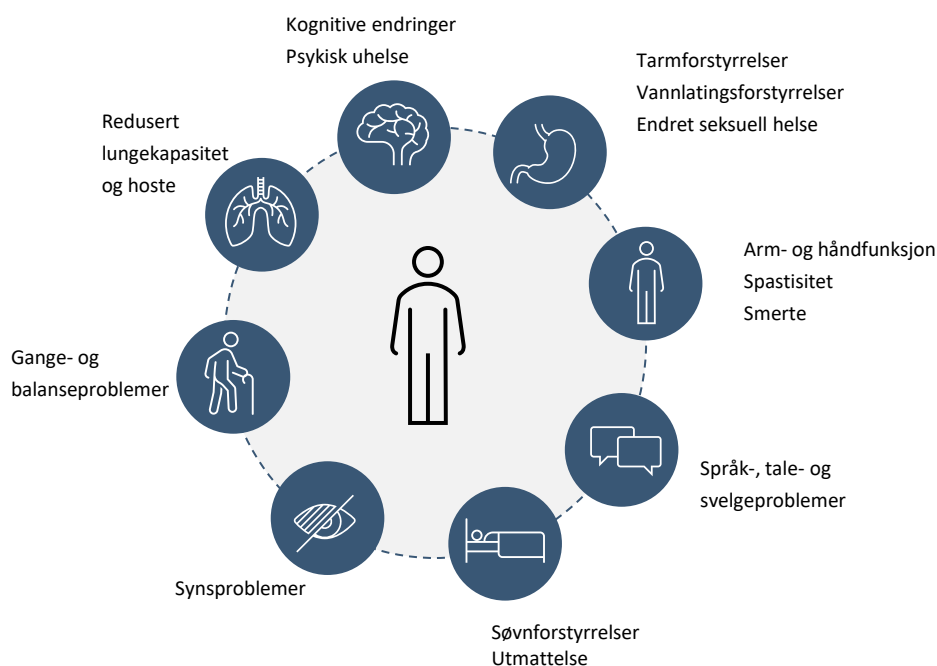 Kognitive endringer
Psykisk uhelse
Tarmforstyrrelser
Vannlatingsforstyrrelser
Endret seksuell helse
Redusert
lungekapasitet
og hoste
Arm- og håndfunksjon
Spastisitet
Smerte
Gange- og
balanseproblemer
Språk-, tale- og
svelgeproblemer
Synsproblemer
Søvnforstyrrelser
Utmattelse